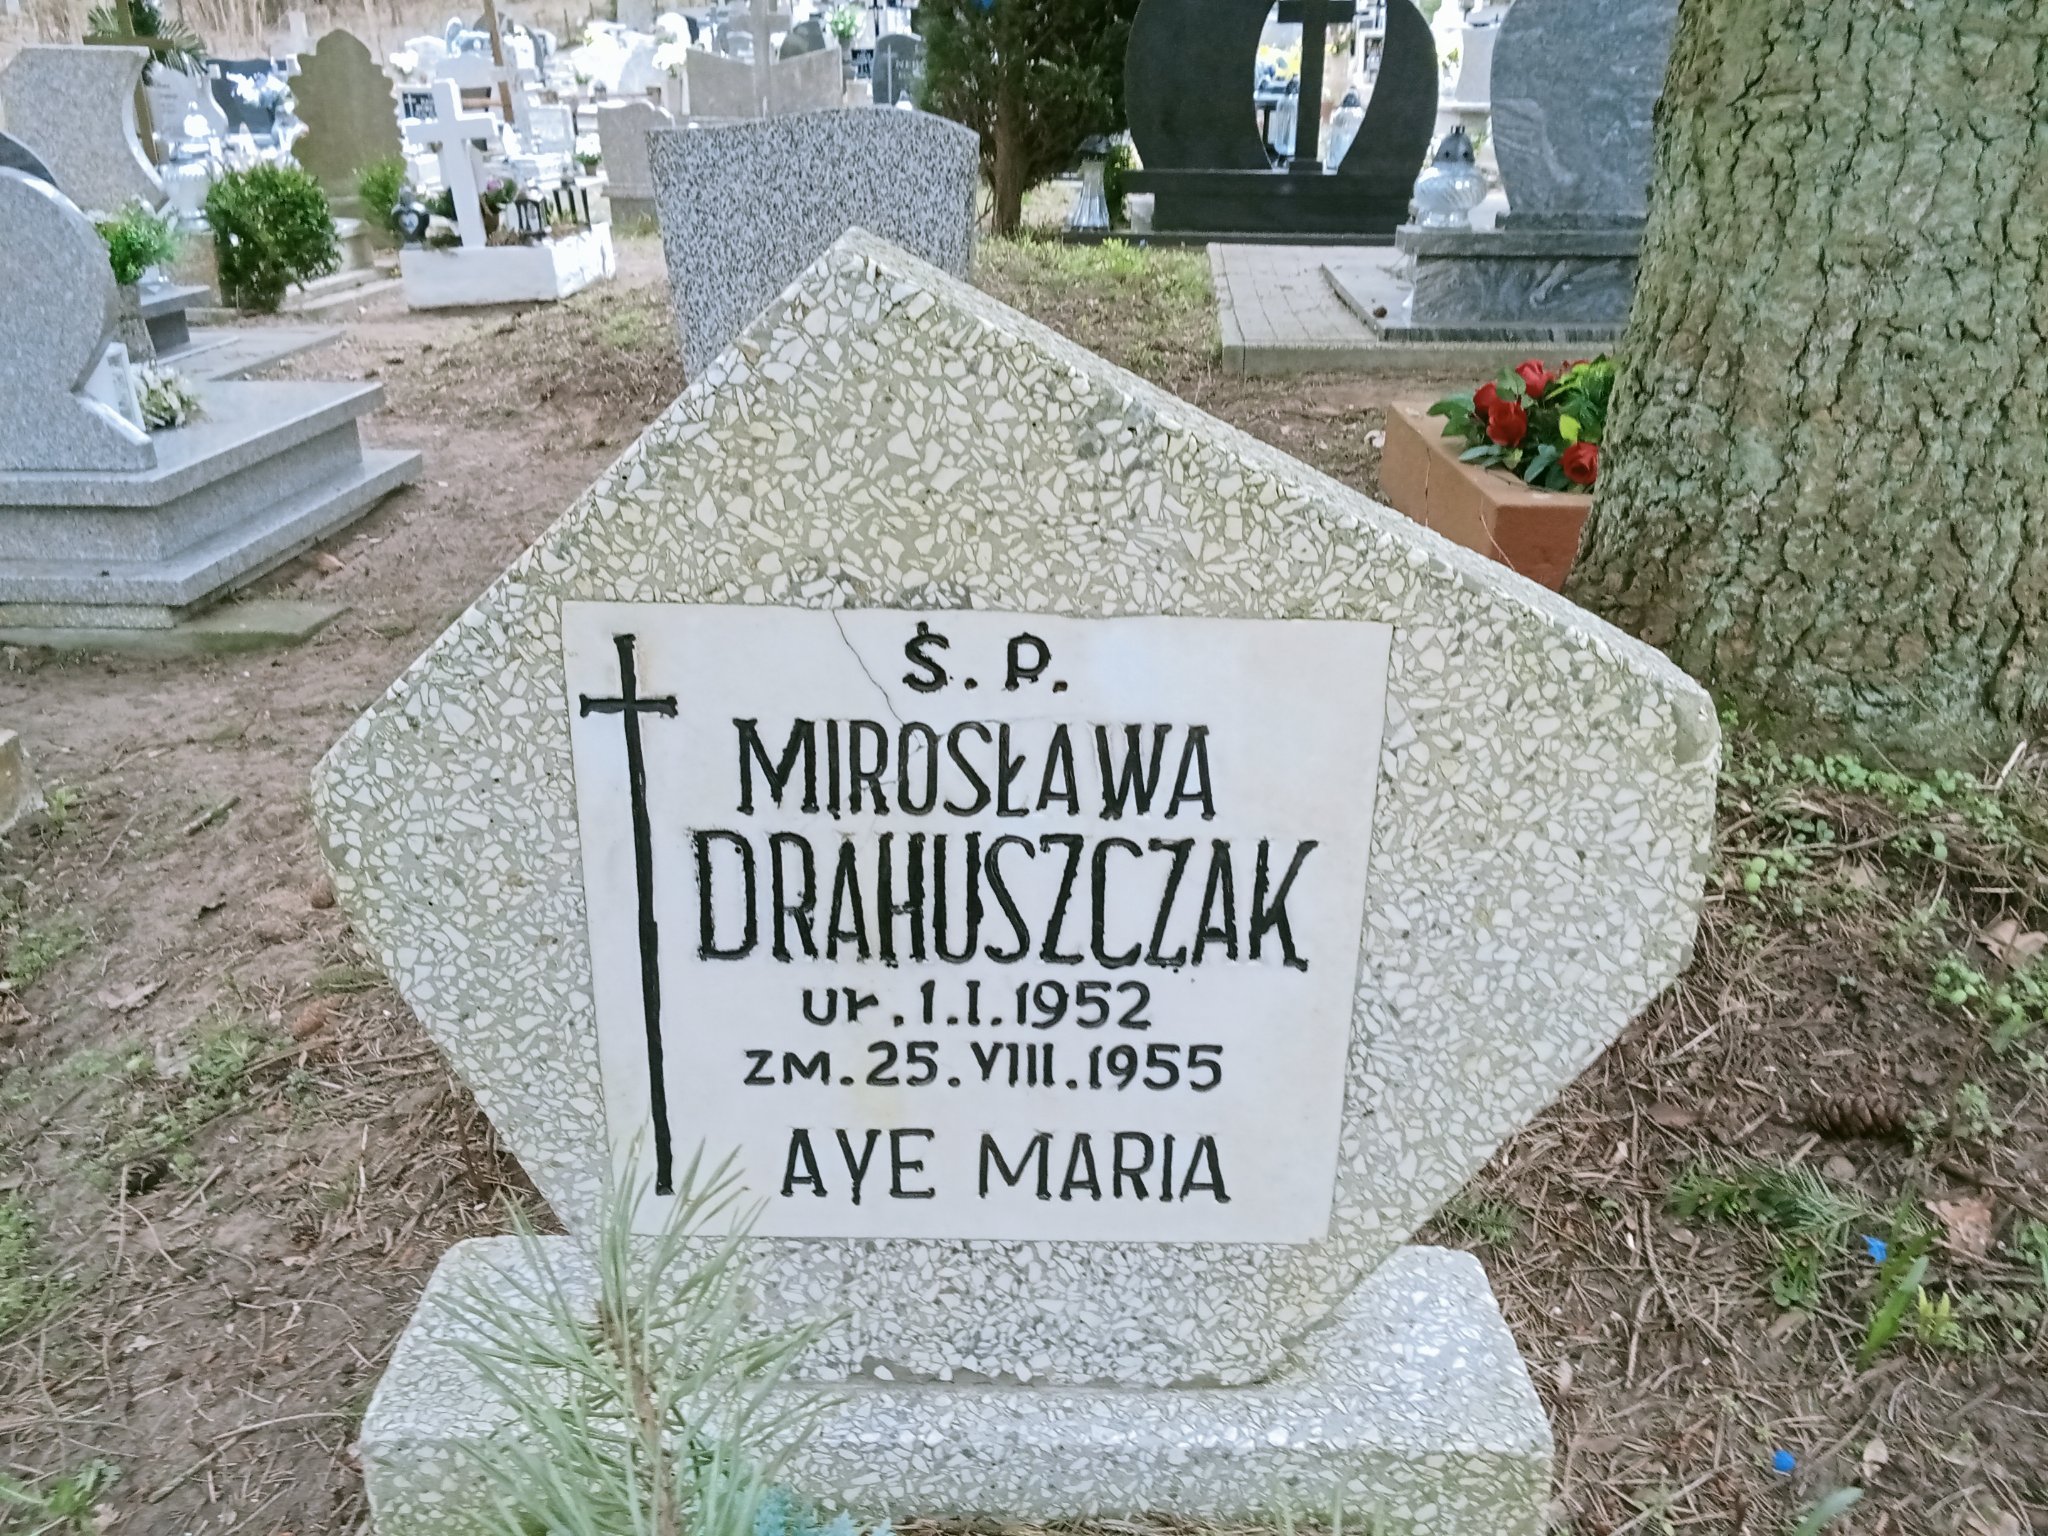 Ś. P.
MIROSŁAWA
DRAHUSZCZAK
ur. 1.I.1952
ZM. 25.VIII.1955
AVE MARIA